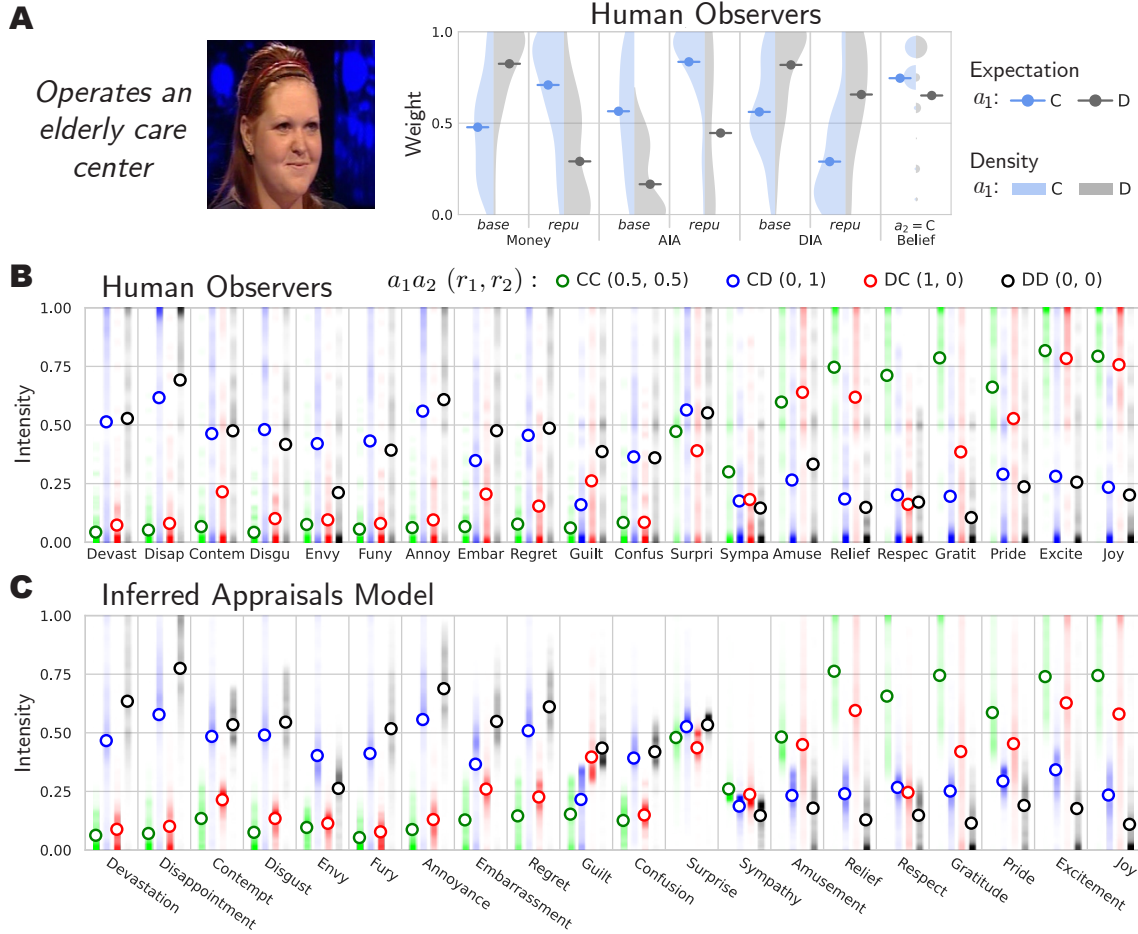 A
Human Observers
Operates an
elderly care
center
Weight
1.0
0.5
0.0
base repu base repu base repu a₂ = C
Money AIA DIA Belief
Expectation
a₁: C D
Density
a₁: C D
B
Human Observers
a₁a₂ (r₁, r₂) : CC (0.5, 0.5) CD (0, 1) DC (1, 0) DD (0, 0)
Intensity
1.00
0.75
0.50
0.25
0.00
Devast Disap Contem Disgu Envy Funy Annoy Embar Regret Guilt Confus Surpri Sympa Amuse Relief Respec Gratit Pride Excite Joy
C
Inferred Appraisals Model
Intensity
1.00
0.75
0.50
0.25
0.00
Devastation
Disappointment
Contempt
Disgust
Envy
Fury
Annoyance
Embarrassment
Regret
Guilt
Confusion
Surprise
Sympathy
Amusement
Relief
Respect
Gratitude
Pride
Excitement
Joy